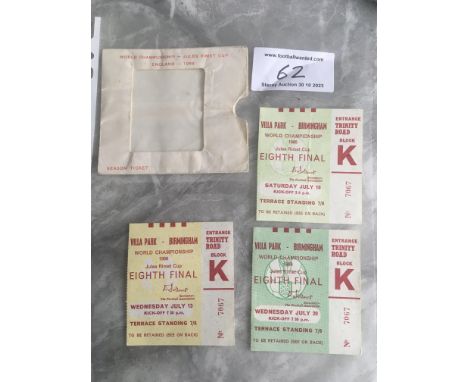 WORLD CHAMPIONSHIP - JULES RIMET CUP
ENGLAND - 1966
SEASON TICKET
www.footballwanted.com
62
Storey Auction 30 10 2023
VILLA PARK - BIRMINGHAM
WORLD CHAMPIONSHIP
1966
Jules Rimet Cup
EIGHTH FINAL
SATURDAY JULY 16
KICK-OFF 3 0 p.m.
TERRACE STANDING 7/6
TO BE RETAINED (SEE ON BACK)
ENTRANCE
TRINITY
ROAD
BLOCK
K
No 7067
VILLA PARK - BIRMINGHAM
WORLD CHAMPIONSHIP
1966
Jules Rimet Cup
EIGHTH FINAL
WEDNESDAY JULY 13
KICK-OFF 7 30 p.m.
TERRACE STANDING 7/6
TO BE RETAINED (SEE ON BACK)
ENTRANCE
TRINITY
ROAD
BLOCK
K
No 7067
VILLA PARK - BIRMINGHAM
WORLD CHAMPIONSHIP
1966
Jules Rimet Cup
EIGHTH FINAL
WEDNESDAY JULY 20
KICK-OFF 7 30 p.m.
TERRACE STANDING 7/6
TO BE RETAINED (SEE ON BACK)
ENTRANCE
TRINITY
ROAD
BLOCK
K
No 7067